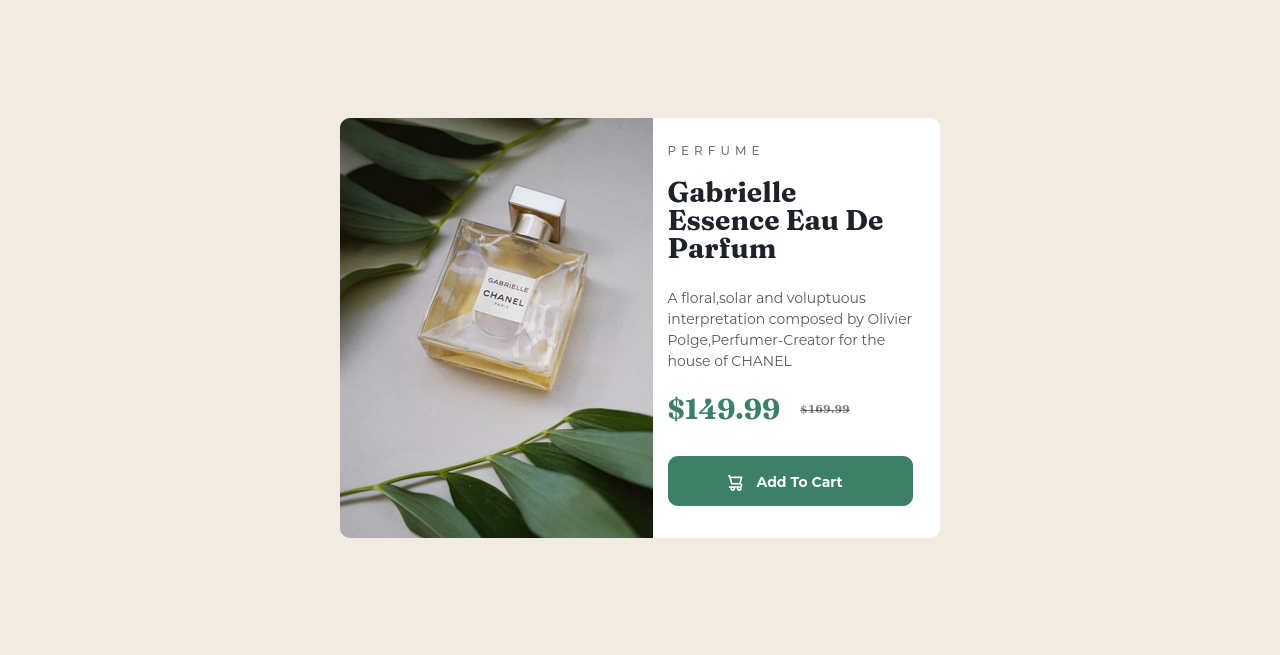 GABRIELLE
CHANEL
PARIS
PERFUME
Gabrielle
Essence Eau De
Parfum
A floral,solar and voluptuous
interpretation composed by Olivier
Polge,Perfumer-Creator for the
house of CHANEL
$149.99 $169.99
Add To Cart